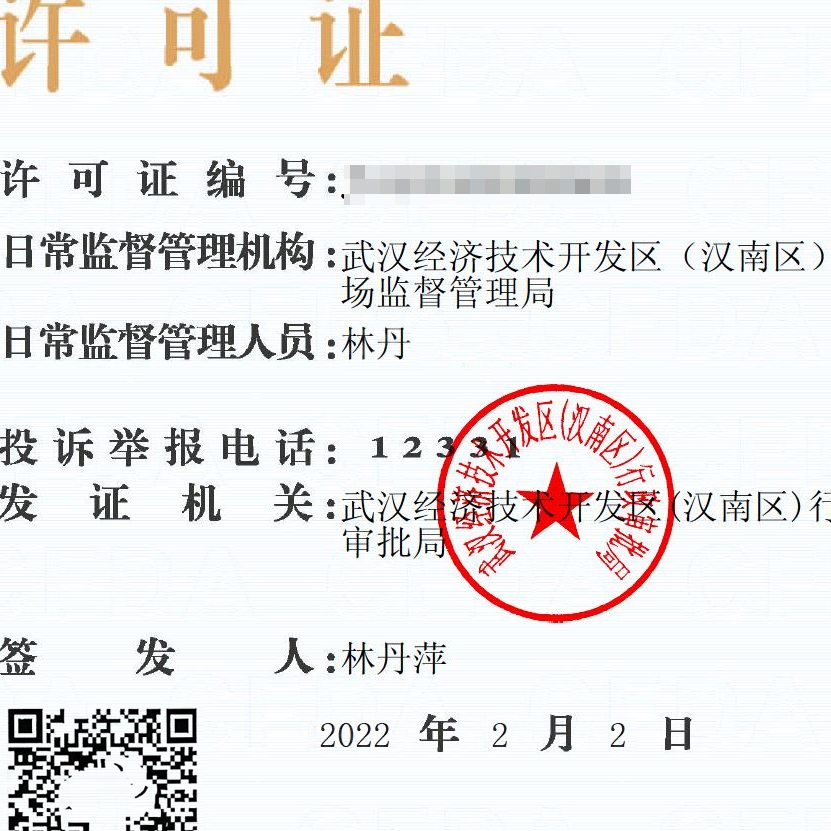 许可证
许可证编号:
日常监督管理机构:武汉经济技术开发区（汉南区）
场监督管理局
日常监督管理人员:林丹
投诉举报电话: 12331
发证机关:武汉经济技术开发区(汉南区)行
审批局
武汉经济技术开发区(汉南区)行政审批局
签发人:林丹萍
2022 年 2 月 2 日